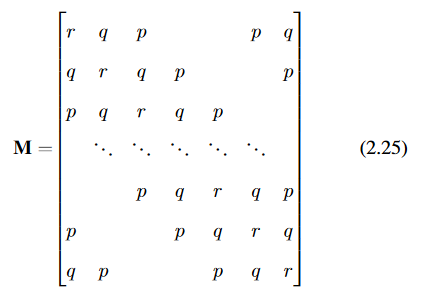 r q p p q
q r q p p
p q r q p
M = ⋱ ⋱ ⋱ ⋱ ⋱ (2.25)
p q r q p
p p q r q
q p p q r